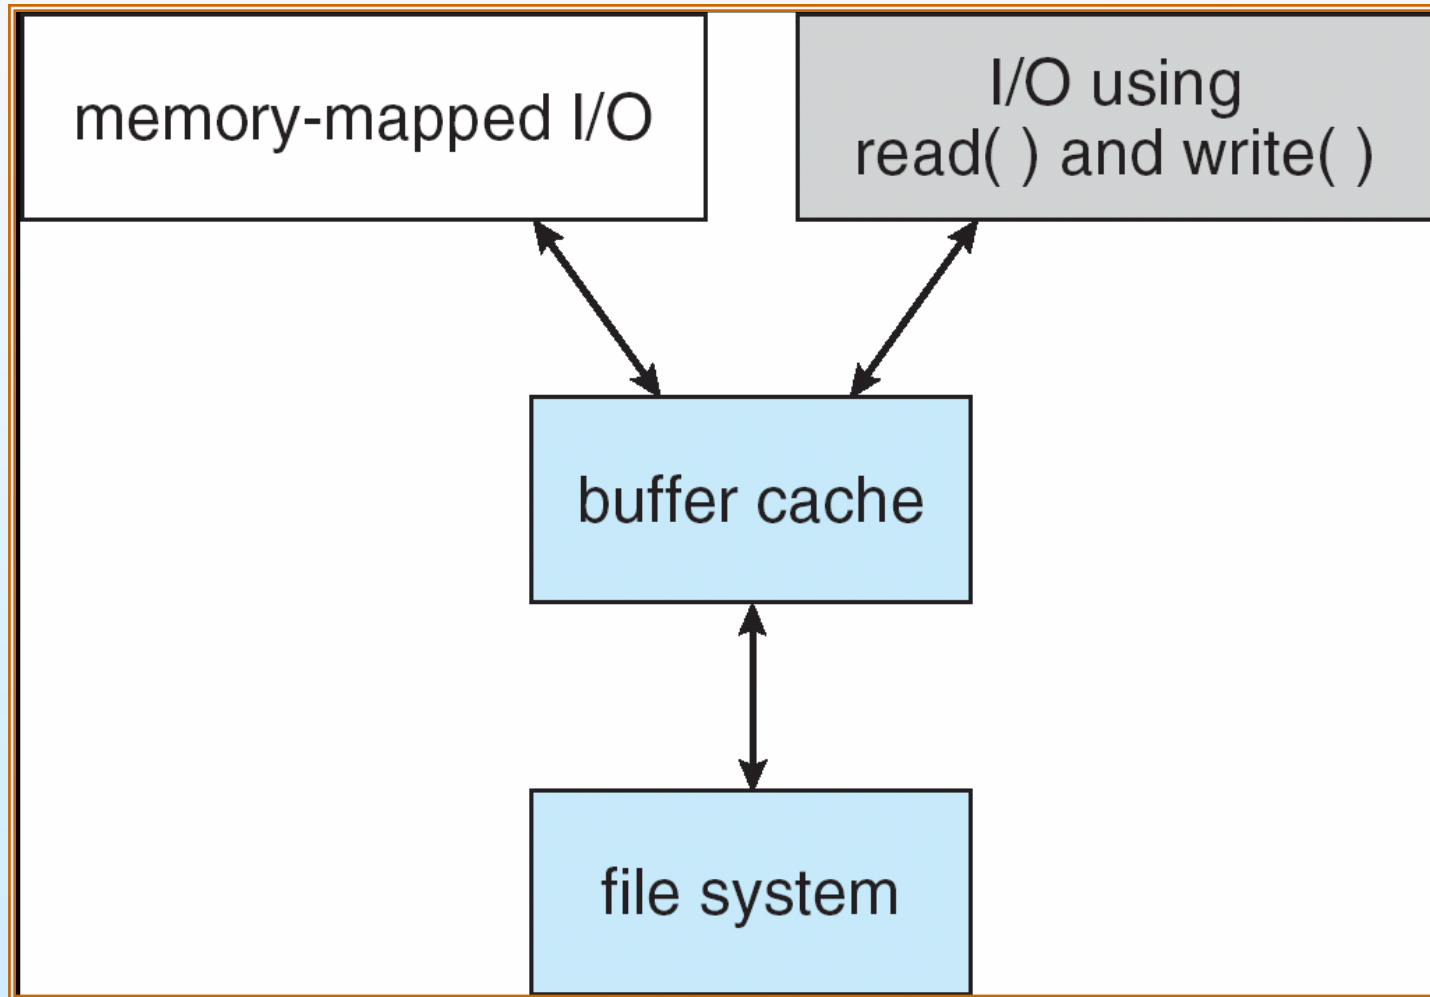 memory-mapped I/O
I/O using
read( ) and write( )
buffer cache
file system